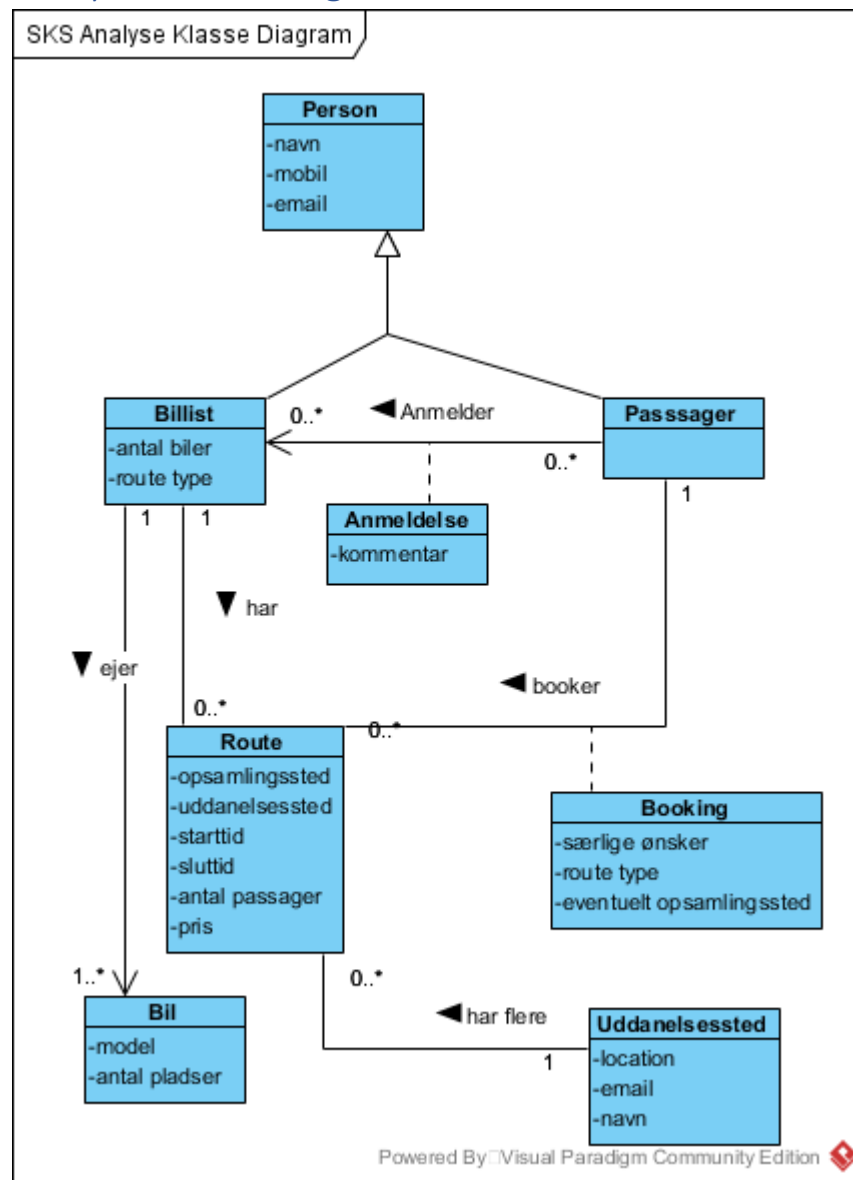 SKS Analyse Klasse Diagram
Person
-navn
-mobil
-email
Billist
-antal biler
-route type
0..*
Anmelder
0..*
Passsager
1
1
1
Anmeldelse
-kommentar
har
ejer
booker
0..*
0..*
Route
-opsamlingssted
-uddanelsessted
-starttid
-sluttid
-antal passager
-pris
Booking
-særlige ønsker
-route type
-eventuelt opsamlingssted
1..*
Bil
-model
-antal pladser
0..*
har flere
1
Uddanelsessted
-location
-email
-navn
Powered By Visual Paradigm Community Edition